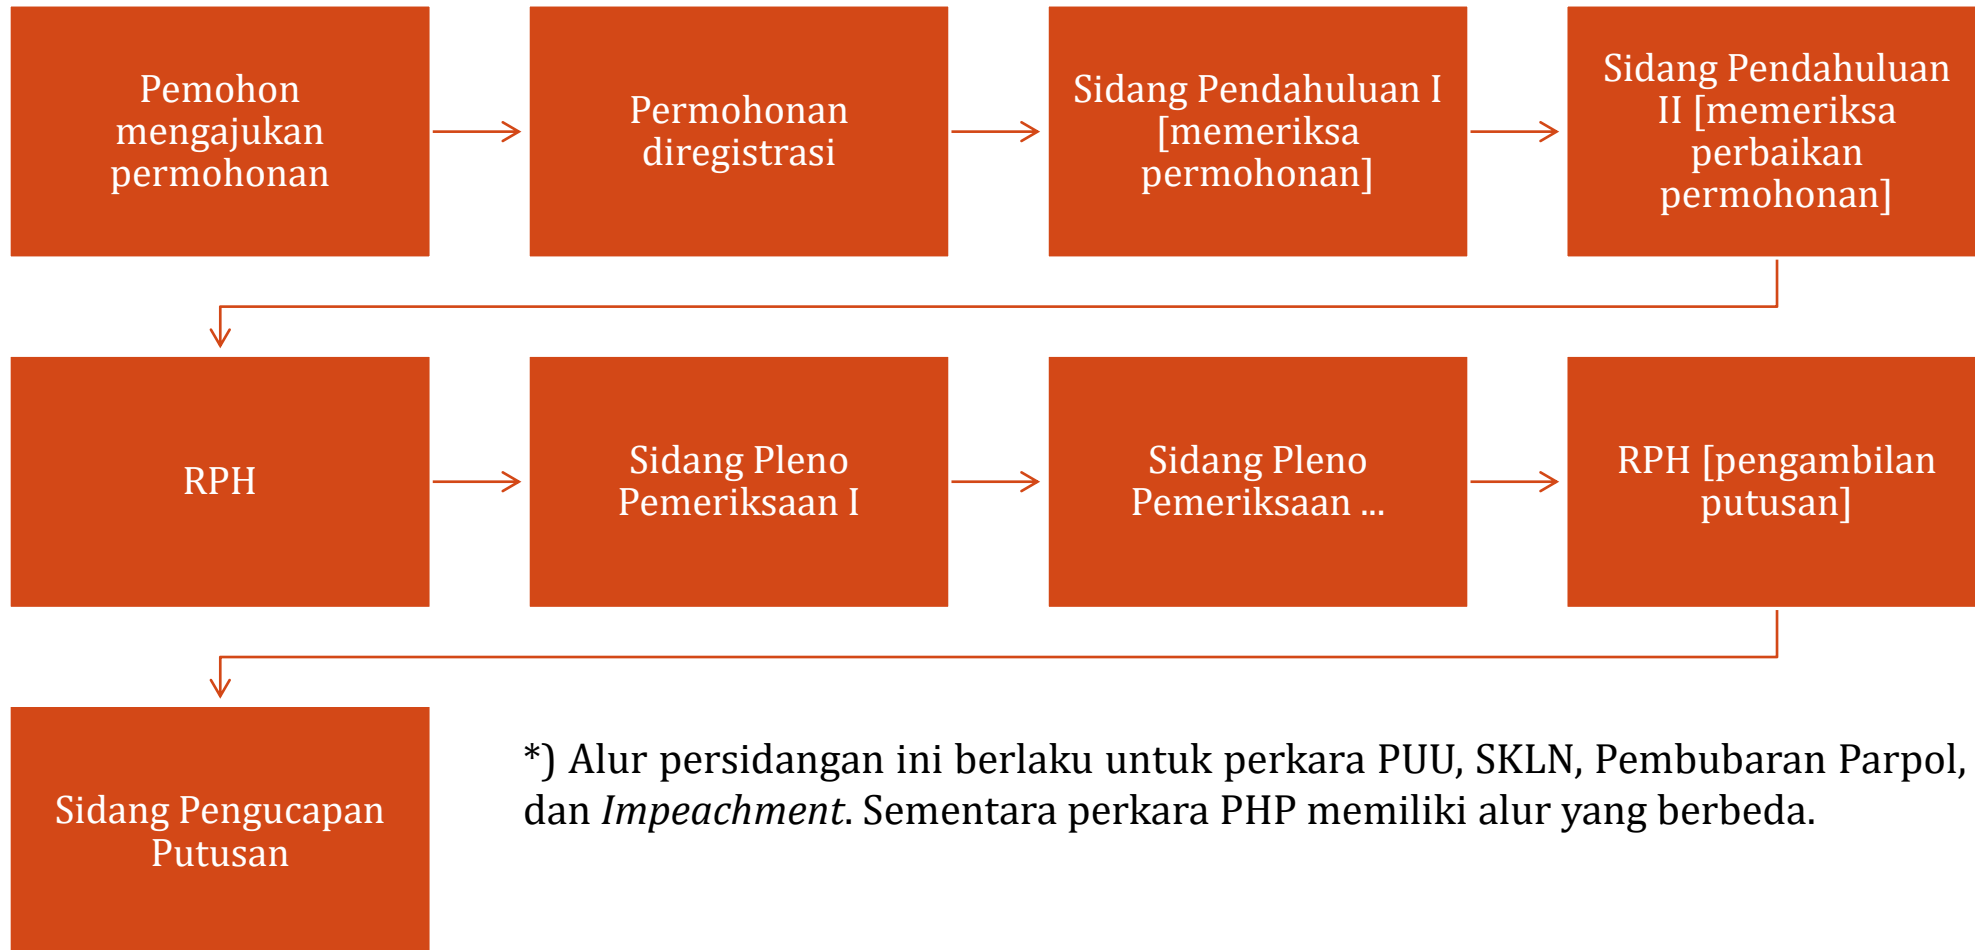 Pemohon
mengajukan
permohonan
Permohonan
diregistrasi
Sidang Pendahuluan I
[memeriksa
permohonan]
Sidang Pendahuluan
II [memeriksa
perbaikan
permohonan]
RPH
Sidang Pleno
Pemeriksaan I
Sidang Pleno
Pemeriksaan ...
RPH [pengambilan
putusan]
Sidang Pengucapan
Putusan
*) Alur persidangan ini berlaku untuk perkara PUU, SKLN, Pembubaran Parpol,
dan Impeachment. Sementara perkara PHP memiliki alur yang berbeda.